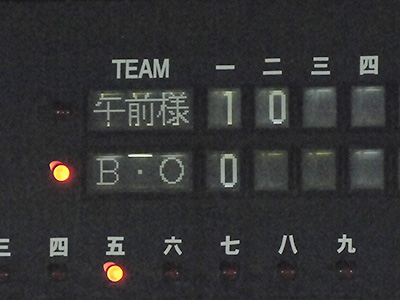 TEAM 一 二 三 四
午前様 1 0
B・O 0
三 四 五 六 七 八 九